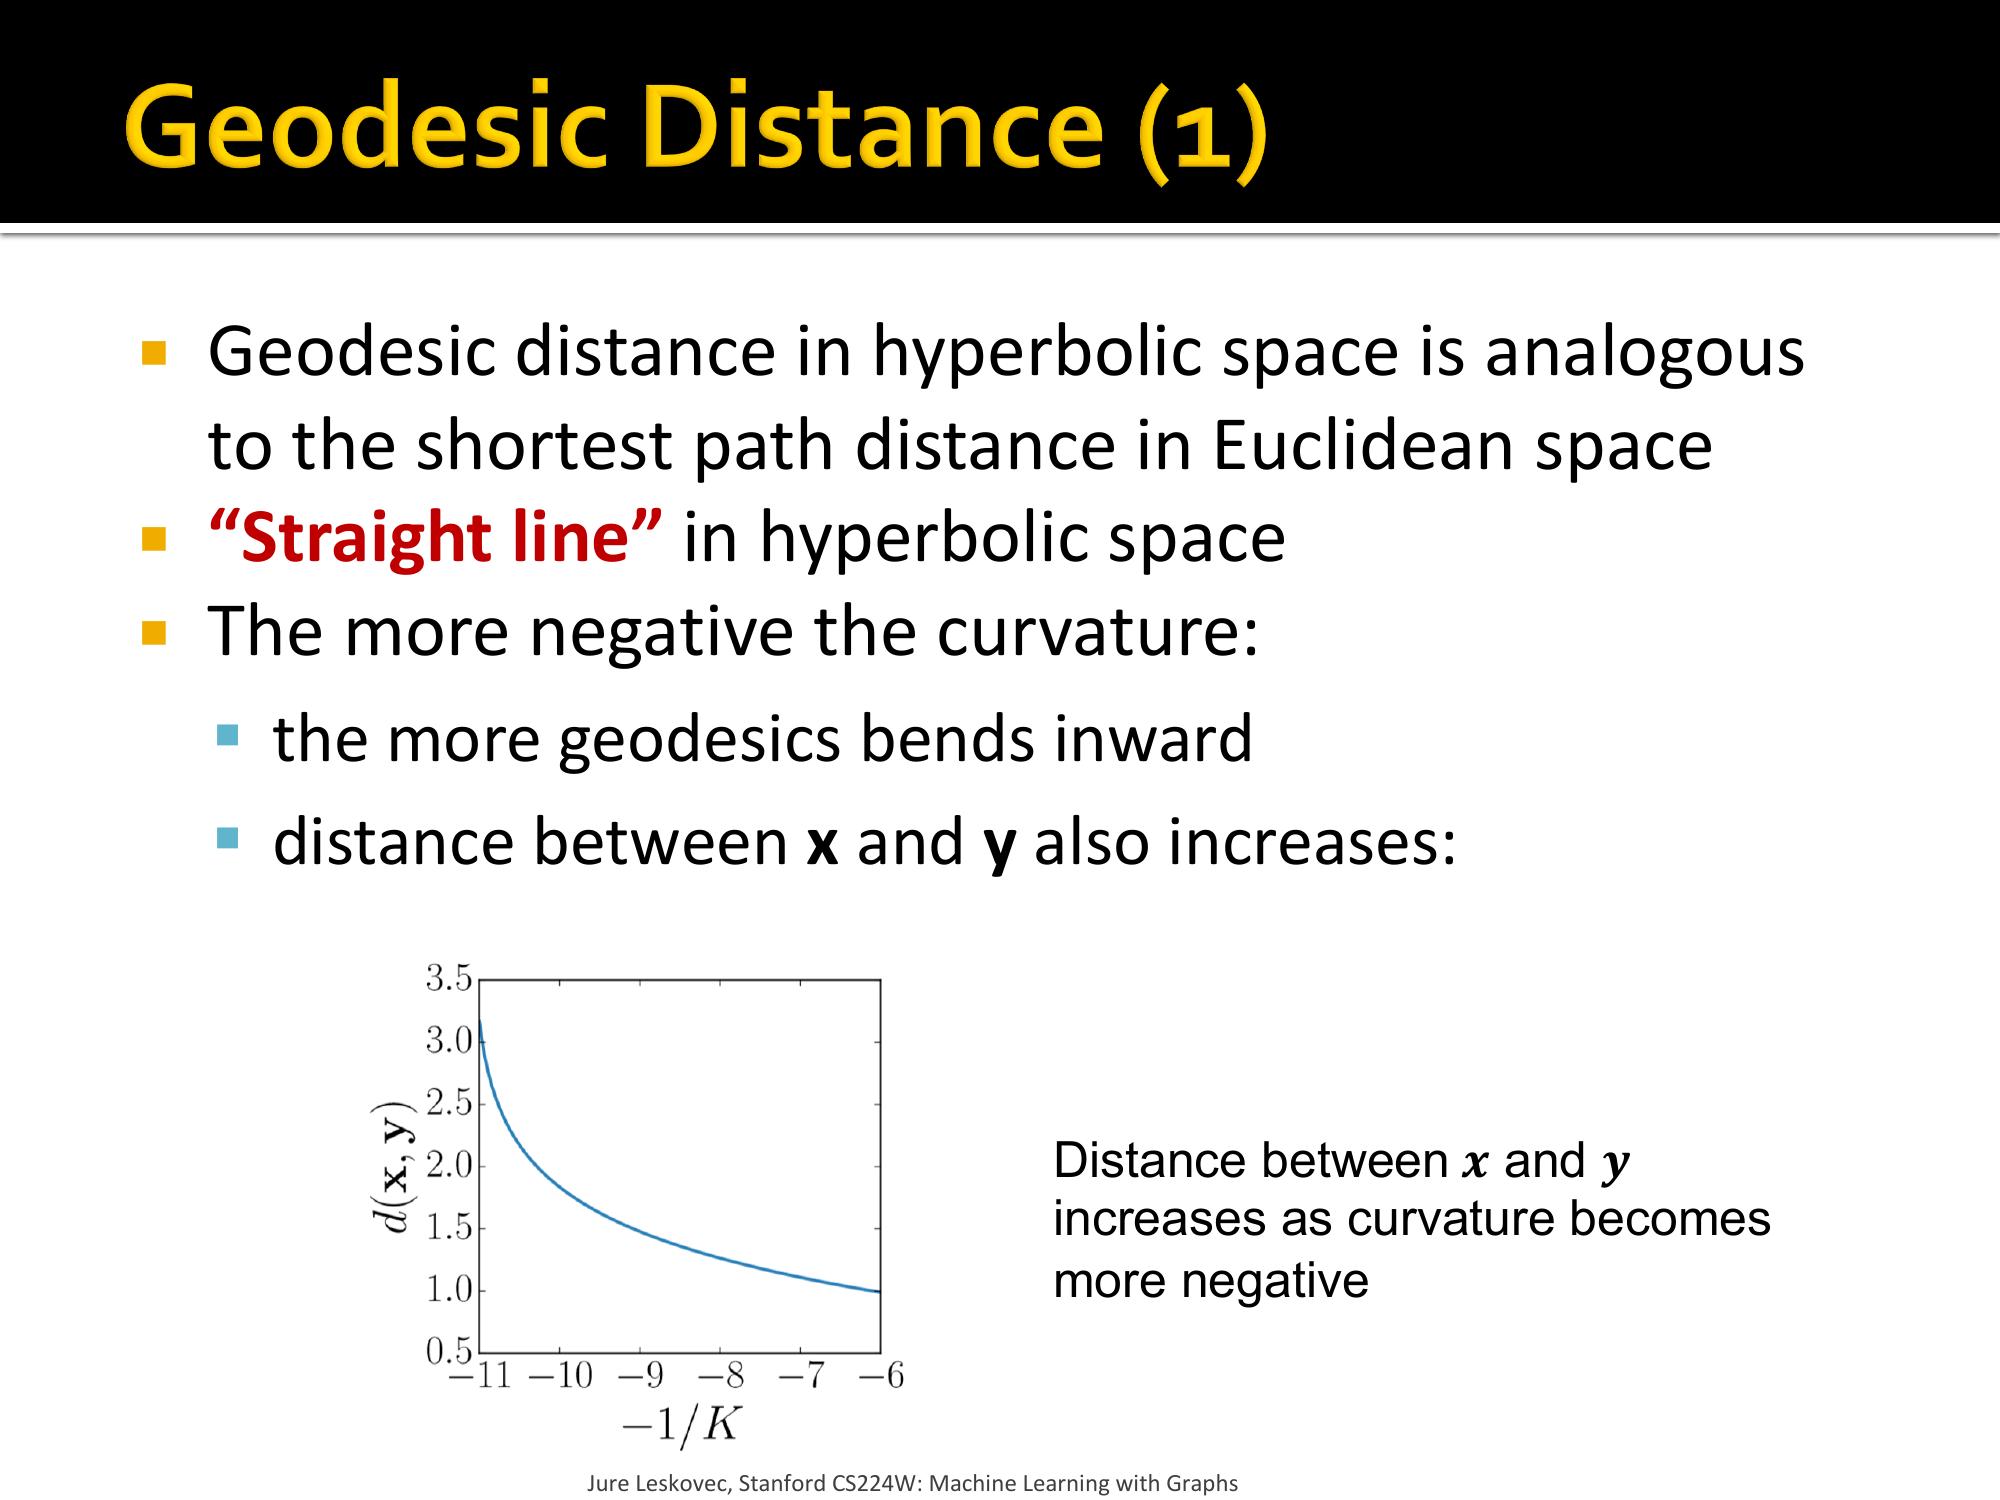 Geodesic Distance (1)
Geodesic distance in hyperbolic space is analogous
to the shortest path distance in Euclidean space
“Straight line” in hyperbolic space
The more negative the curvature:
the more geodesics bends inward
distance between x and y also increases:
3.5
3.0
2.5
2.0
1.5
1.0
0.5
d(x, y)
−11 −10 −9 −8 −7 −6
−1/K
Distance between x and y
increases as curvature becomes
more negative
Jure Leskovec, Stanford CS224W: Machine Learning with Graphs